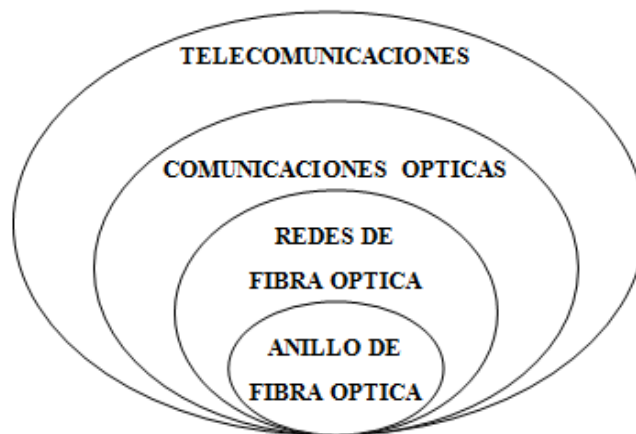 TELECOMUNICACIONES
COMUNICACIONES OPTICAS
REDES DE
FIBRA OPTICA
ANILLO DE
FIBRA OPTICA